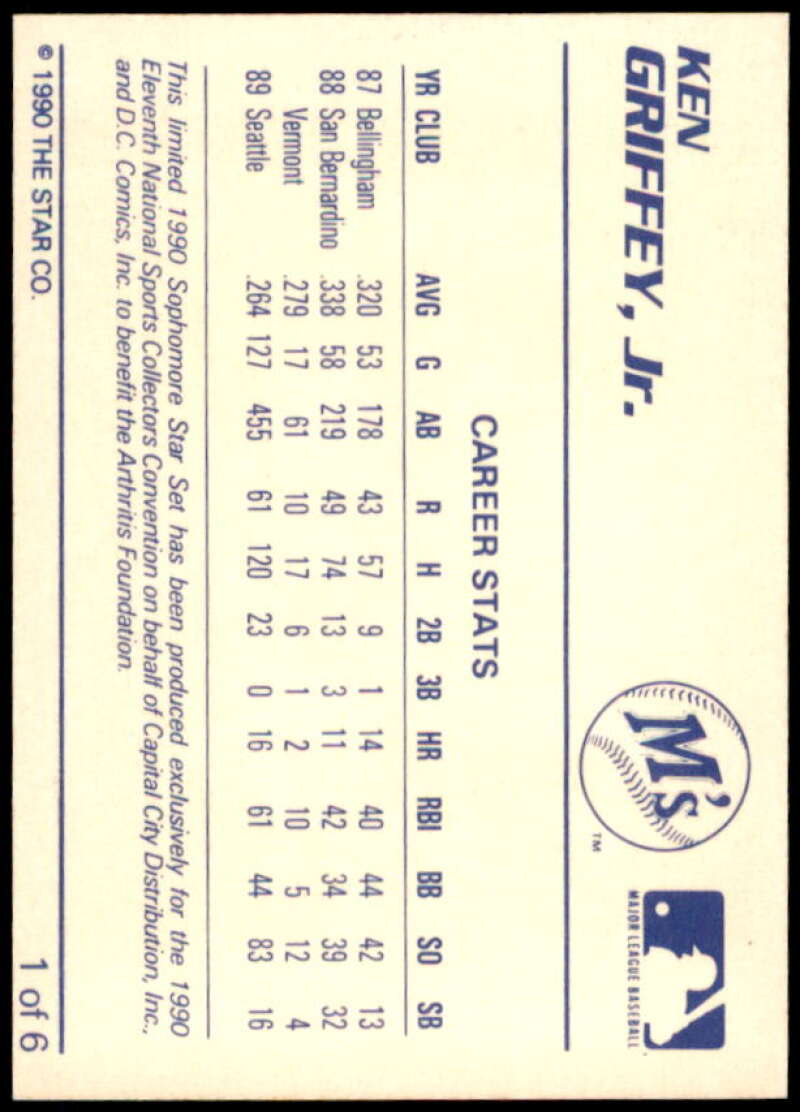 KEN
GRIFFEY, Jr.
M's
TM
MAJOR LEAGUE BASEBALL
CAREER STATS
YR CLUB AVG G AB R H 2B 3B HR RBI BB SO SB
87 Bellingham .320 53 178 43 57 9 1 14 40 44 42 13
88 San Bernardino .338 58 219 49 74 13 3 11 42 34 39 32
Vermont .279 17 61 10 17 6 1 2 10 5 12 4
89 Seattle .264 127 455 61 120 23 0 16 61 44 83 16
This limited 1990 Sophomore Star Set has been produced exclusively for the 1990
Eleventh National Sports Collectors Convention on behalf of Capital City Distribution, Inc.,
and D.C. Comics, Inc. to benefit the Arthritis Foundation.
© 1990 THE STAR CO. 1 of 6